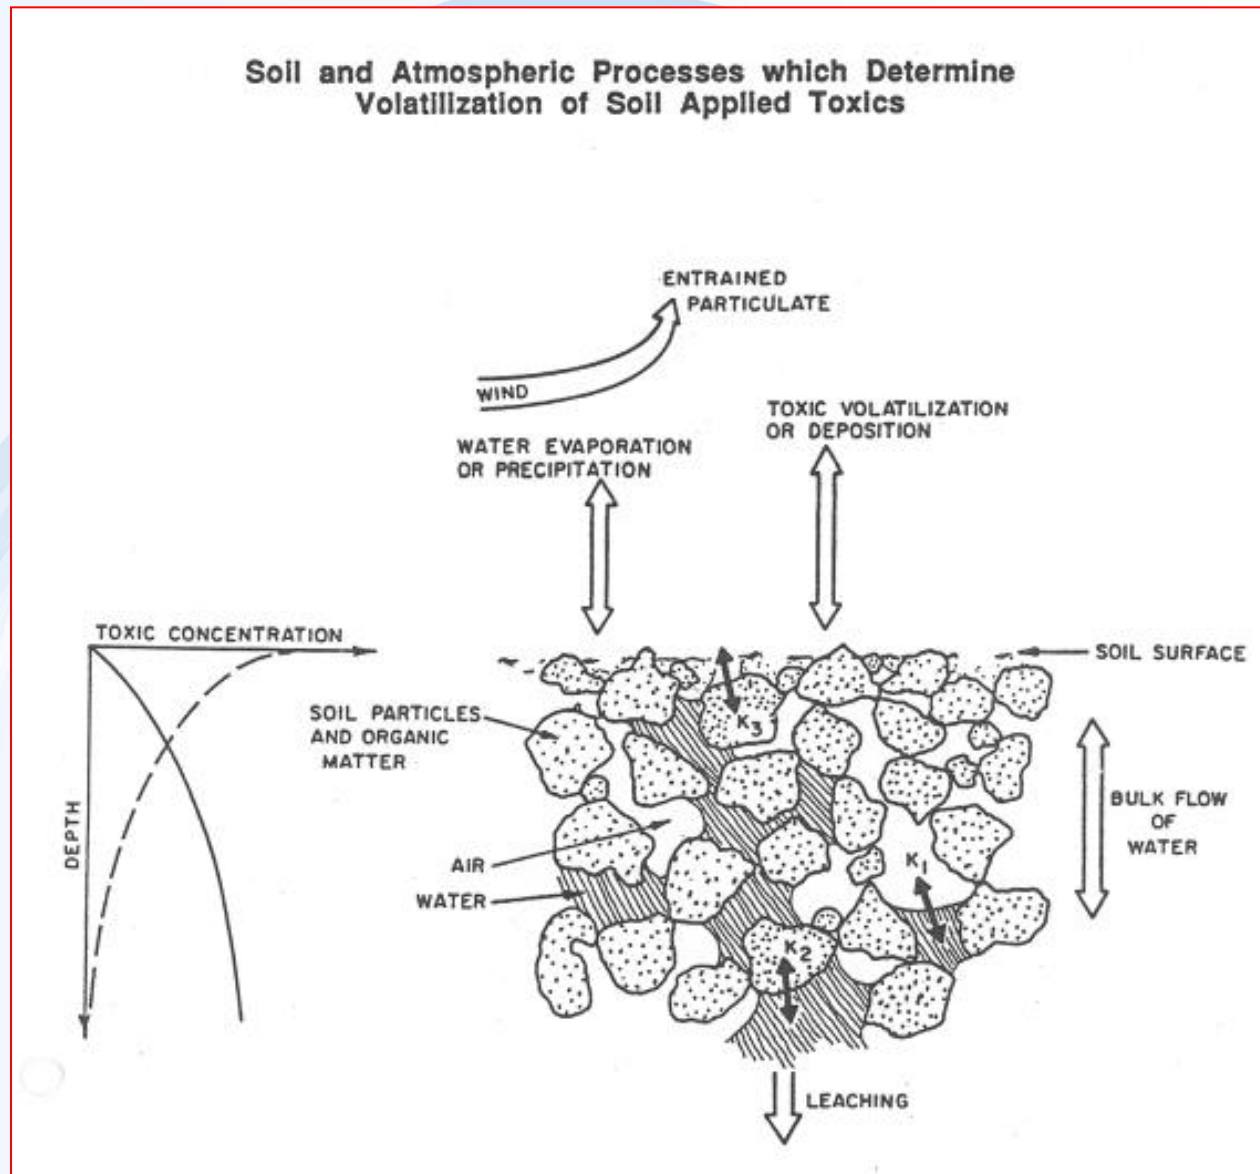 Soil and Atmospheric Processes which Determine
Volatilization of Soil Applied Toxics
ENTRAINED
PARTICULATE
WIND
TOXIC VOLATILIZATION
OR DEPOSITION
WATER EVAPORATION
OR PRECIPITATION
TOXIC CONCENTRATION
SOIL SURFACE
SOIL PARTICLES
AND ORGANIC
MATTER
K3
DEPTH
BULK FLOW
OF
WATER
AIR
K1
WATER
K2
LEACHING